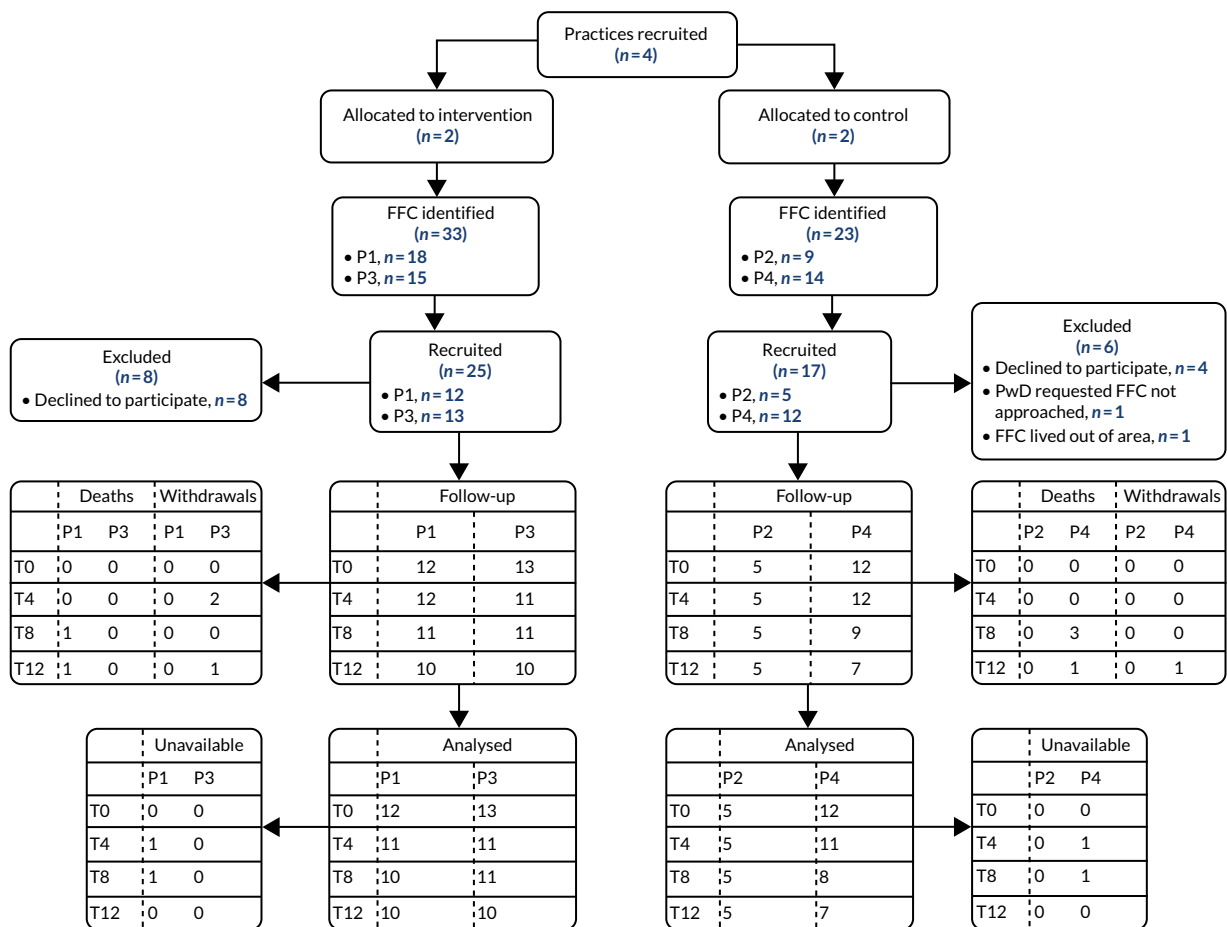 Practices recruited
(n=4)
Allocated to intervention
(n=2)
Allocated to control
(n=2)
FFC identified
(n=33)
• P1, n=18
• P3, n=15
FFC identified
(n=23)
• P2, n=9
• P4, n=14
Excluded
(n=8)
• Declined to participate, n=8
Recruited
(n=25)
• P1, n=12
• P3, n=13
Recruited
(n=17)
• P2, n=5
• P4, n=12
Excluded
(n=6)
• Declined to participate, n=4
• PwD requested FFC not
approached, n=1
• FFC lived out of area, n=1
Deaths Withdrawals
P1 P3 P1 P3
T0 0 0 0 0
T4 0 0 0 2
T8 1 0 0 0
T12 1 0 0 1
Follow-up
P1 P3
T0 12 13
T4 12 11
T8 11 11
T12 10 10
Follow-up
P2 P4
T0 5 12
T4 5 12
T8 5 9
T12 5 7
Deaths Withdrawals
P2 P4 P2 P4
T0 0 0 0 0
T4 0 0 0 0
T8 0 3 0 0
T12 0 1 0 1
Unavailable
P1 P3
T0 0 0
T4 1 0
T8 1 0
T12 0 0
Analysed
P1 P3
T0 12 13
T4 11 11
T8 10 11
T12 10 10
Analysed
P2 P4
T0 5 12
T4 5 11
T8 5 8
T12 5 7
Unavailable
P2 P4
T0 0 0
T4 0 1
T8 0 1
T12 0 0